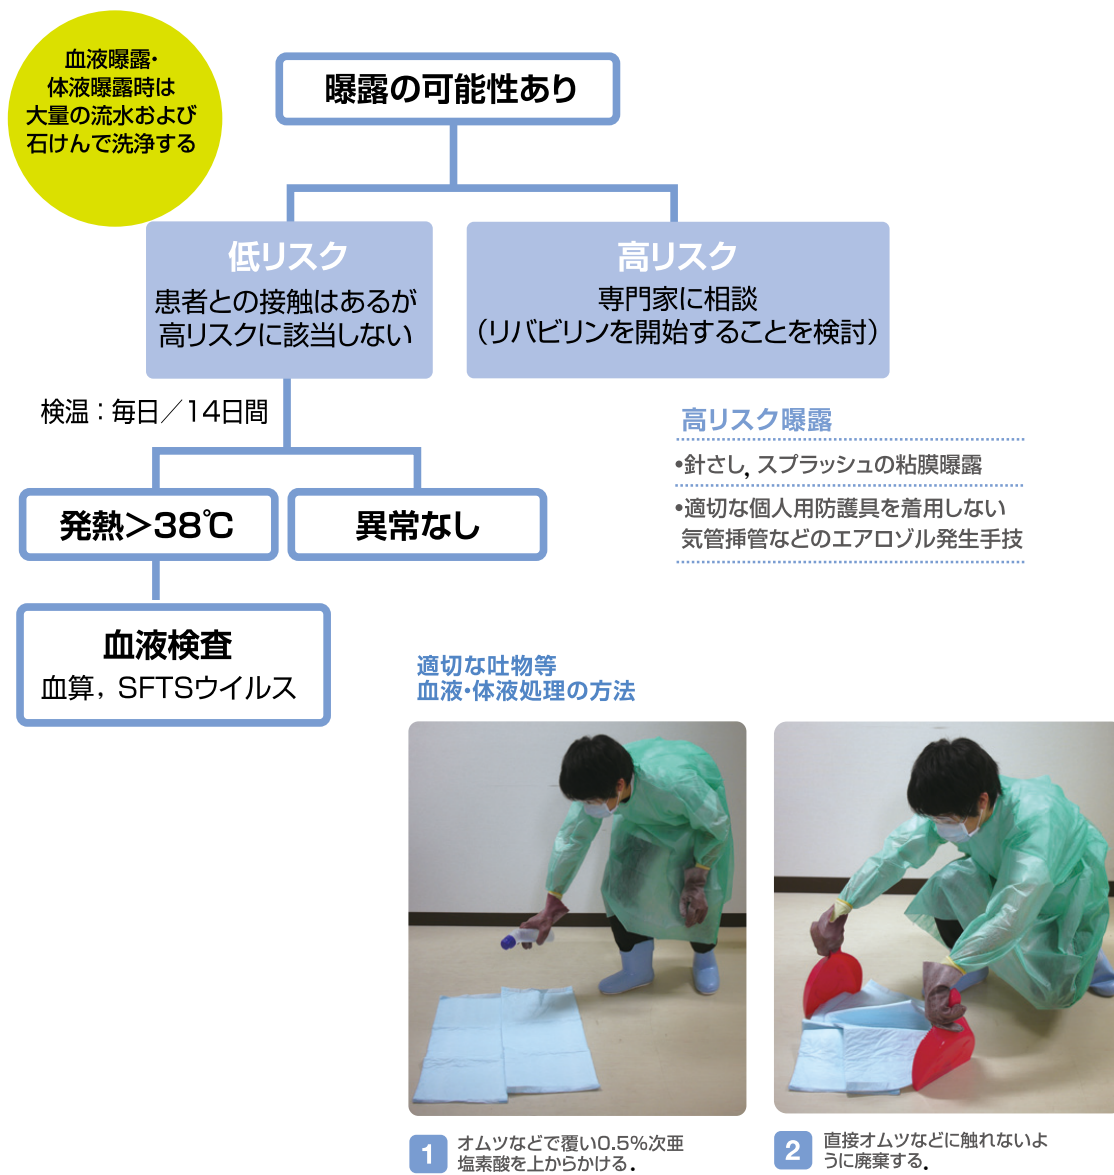 血液曝露・
体液曝露時は
大量の流水および
石けんで洗浄する
曝露の可能性あり
低リスク
患者との接触はあるが
高リスクに該当しない
高リスク
専門家に相談
（リバビリンを開始することを検討）
検温：毎日／14日間
発熱＞38℃
異常なし
血液検査
血算，SFTSウイルス
高リスク曝露
•針さし，スプラッシュの粘膜曝露
•適切な個人用防護具を着用しない
気管挿管などのエアロゾル発生手技
適切な吐物等
血液・体液処理の方法
1 オムツなどで覆い0.5%次亜
塩素酸を上からかける．
2 直接オムツなどに触れないよ
うに廃棄する．